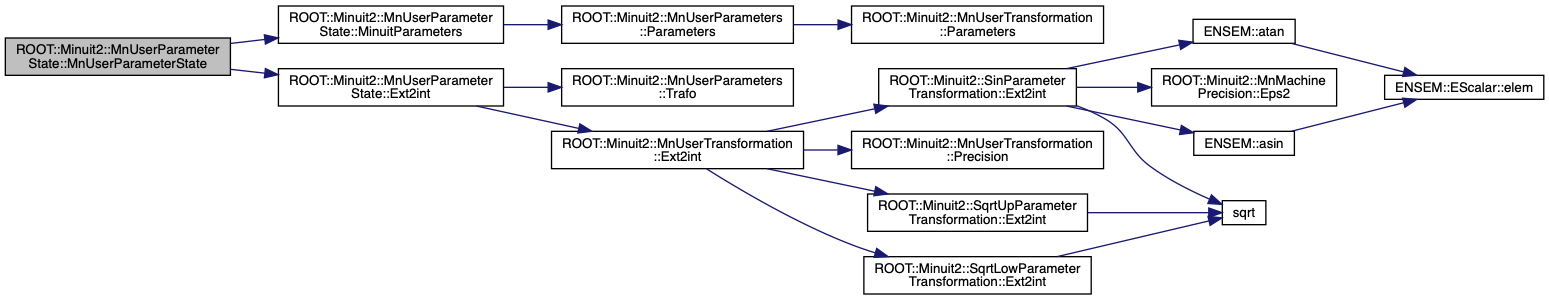 ROOT::Minuit2::MnUserParameter
State::MnUserParameterState
ROOT::Minuit2::MnUserParameter
State::MinuitParameters
ROOT::Minuit2::MnUserParameters
::Parameters
ROOT::Minuit2::MnUserTransformation
::Parameters
ROOT::Minuit2::MnUserParameter
State::Ext2int
ROOT::Minuit2::MnUserParameters
::Trafo
ROOT::Minuit2::MnUserTransformation
::Ext2int
ROOT::Minuit2::SinParameter
Transformation::Ext2int
ROOT::Minuit2::MnUserTransformation
::Precision
ROOT::Minuit2::SqrtUpParameter
Transformation::Ext2int
ROOT::Minuit2::SqrtLowParameter
Transformation::Ext2int
ENSEM::atan
ROOT::Minuit2::MnMachine
Precision::Eps2
ENSEM::asin
sqrt
ENSEM::EScalar::elem